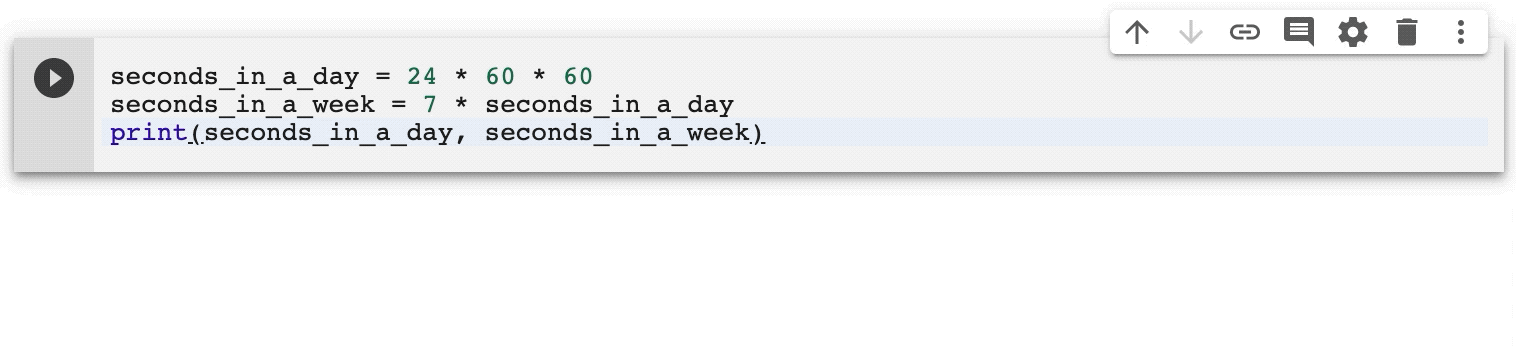 seconds_in_a_day = 24 * 60 * 60
seconds_in_a_week = 7 * seconds_in_a_day
print(seconds_in_a_day, seconds_in_a_week)